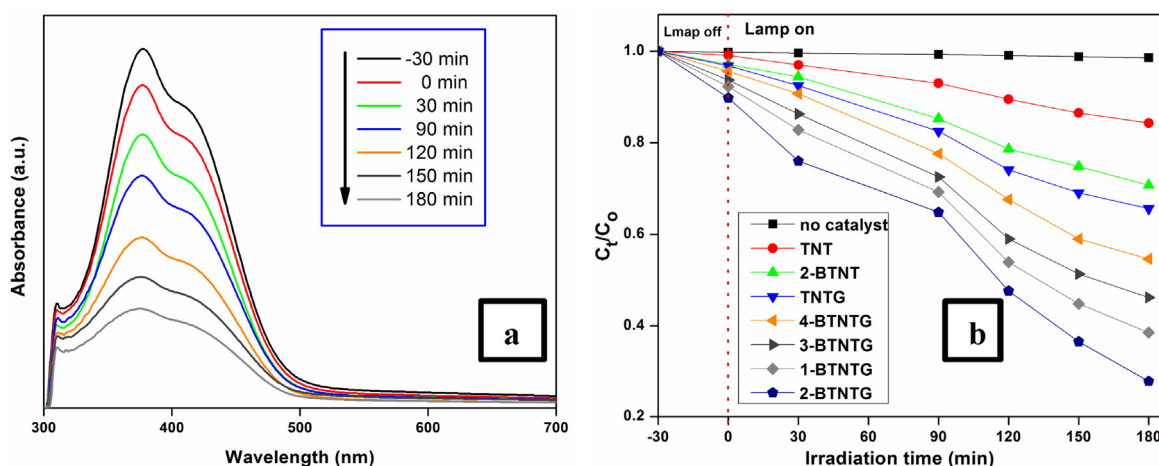 Absorbance (a.u.)
-30 min
0 min
30 min
90 min
120 min
150 min
180 min
a
300
400
500
600
700
Wavelength (nm)
Lmap off
Lamp on
C_t/C_o
1.0
0.8
0.6
0.4
0.2
no catalyst
TNT
2-BTNT
TNTG
4-BTNTG
3-BTNTG
1-BTNTG
2-BTNTG
b
-30
0
30
60
90
120
150
180
Irradiation time (min)